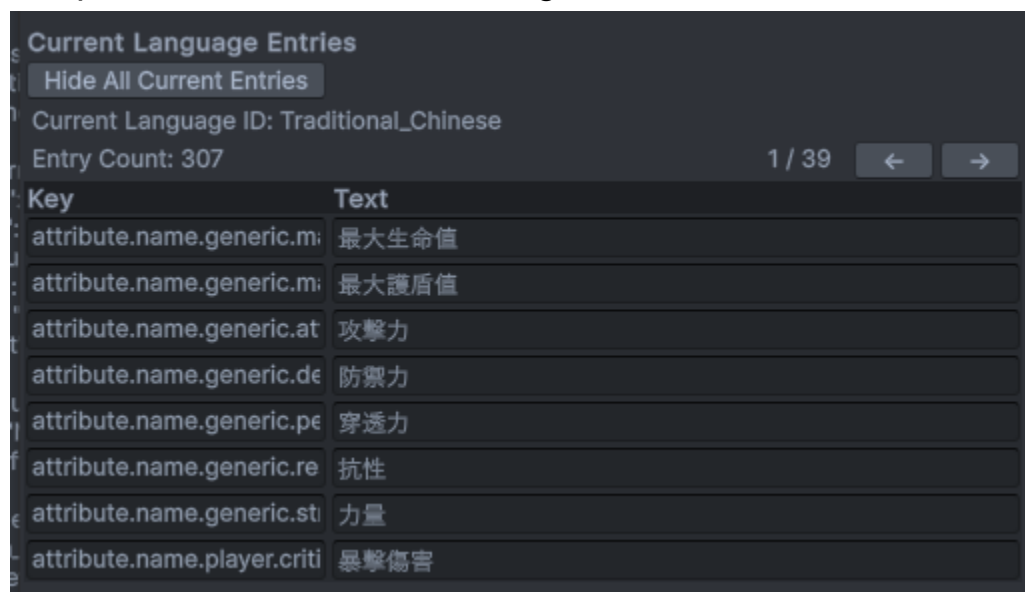 Current Language Entries
Hide All Current Entries
Current Language ID: Traditional_Chinese
Entry Count: 307 1 / 39 ← →
Key Text
attribute.name.generic.ma 最大生命值
attribute.name.generic.ma 最大護盾值
attribute.name.generic.at 攻擊力
attribute.name.generic.de 防禦力
attribute.name.generic.pe 穿透力
attribute.name.generic.re 抗性
attribute.name.generic.st 力量
attribute.name.player.criti 暴擊傷害